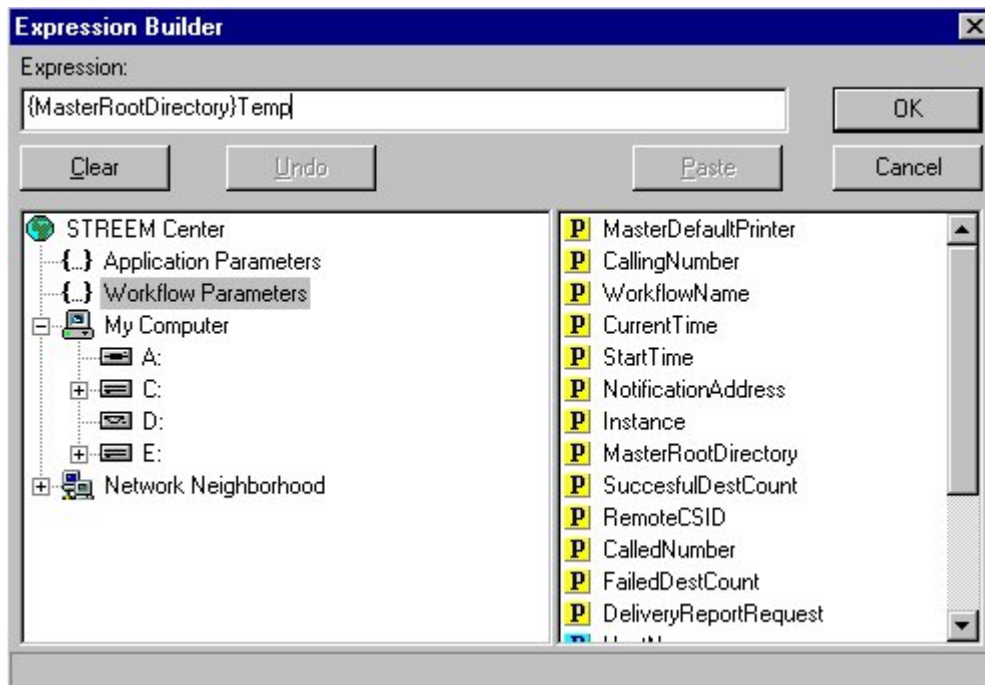 Expression Builder
Expression:
{MasterRootDirectory}Temp
OK
Clear
Undo
Paste
Cancel
STREEM Center
{...} Application Parameters
{...} Workflow Parameters
My Computer
A:
C:
D:
E:
Network Neighborhood
P MasterDefaultPrinter
P CallingNumber
P WorkflowName
P CurrentTime
P StartTime
P NotificationAddress
P Instance
P MasterRootDirectory
P SuccesfulDestCount
P RemoteCSID
P CalledNumber
P FailedDestCount
P DeliveryReportRequest